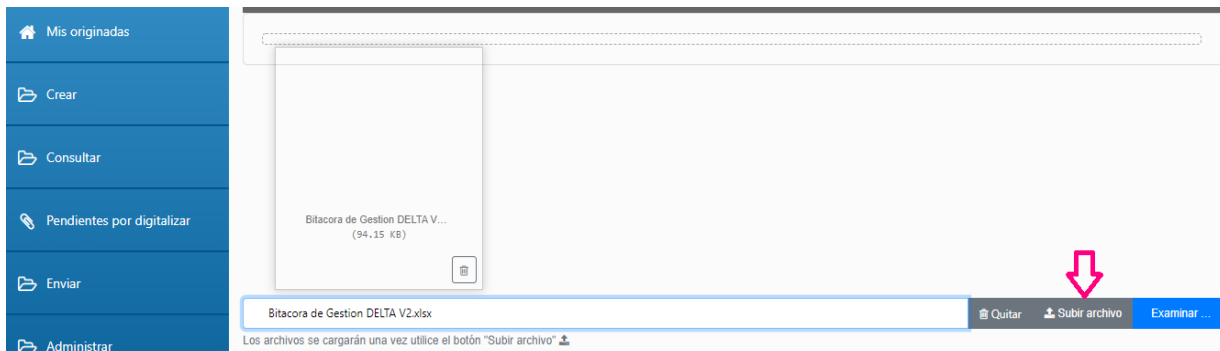 Mis originadas
Crear
Consultar
Pendientes por digitalizar
Enviar
Administrar
Bitacora de Gestion DELTA V...
(94.15 KB)
Bitacora de Gestion DELTA V2.xlsx
Quitar
Subir archivo
Examinar ...
Los archivos se cargarán una vez utilice el botón "Subir archivo"